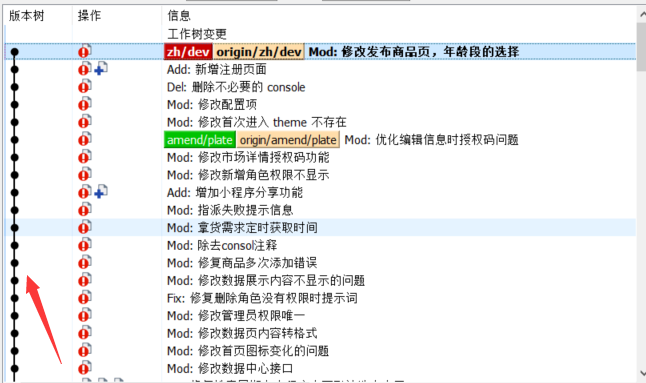 版本树 操作 信息
工作树变更
zh/dev origin/zh/dev Mod: 修改发布商品页，年龄段的选择
Add: 新增注册页面
Del: 删除不必要的 console
Mod: 修改配置项
Mod: 修改首次进入 theme 不存在
amend/plate origin/amend/plate Mod: 优化编辑信息时授权码问题
Mod: 修改市场详情授权码功能
Mod: 修改新增角色权限不显示
Add: 增加小程序分享功能
Mod: 指派失败提示信息
Mod: 拿货需求定时获取时间
Mod: 除去consol注释
Mod: 修复商品多次添加错误
Mod: 修改数据展示内容不显示的问题
Fix: 修复删除角色没有权限时提示词
Mod: 修改管理员权限唯一
Mod: 修改数据页内容转格式
Mod: 修改首页图标变化的问题
Mod: 修改数据中心接口